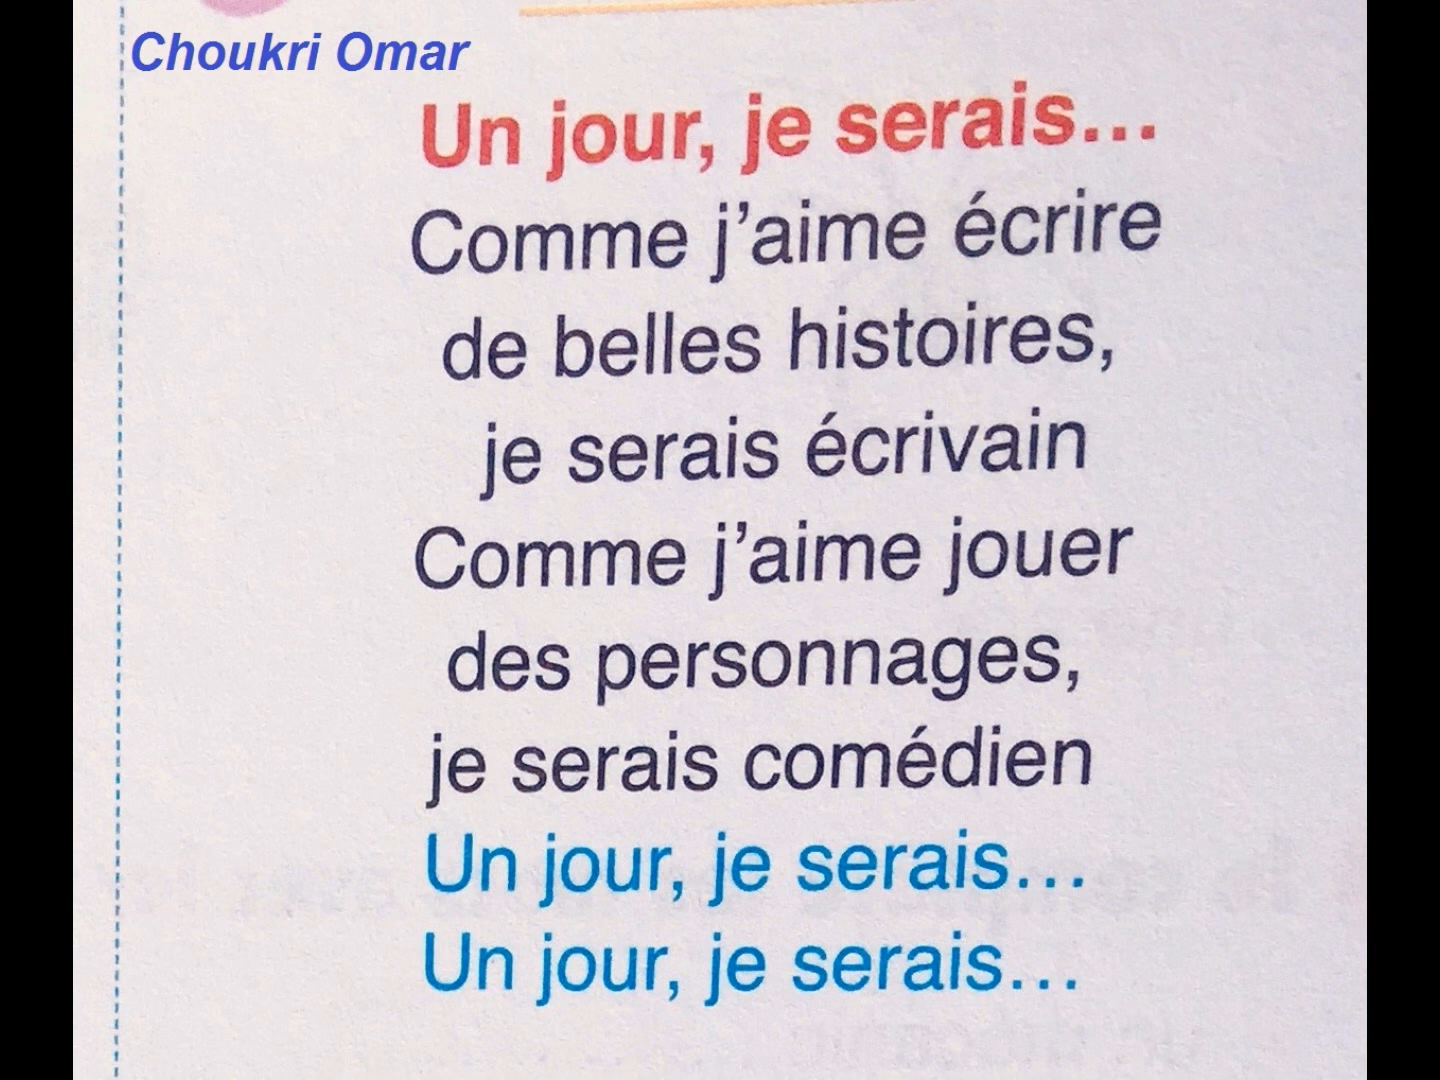 Choukri Omar
Un jour, je serais...
Comme j'aime écrire
de belles histoires,
je serais écrivain
Comme j'aime jouer
des personnages,
je serais comédien
Un jour, je serais...
Un jour, je serais...